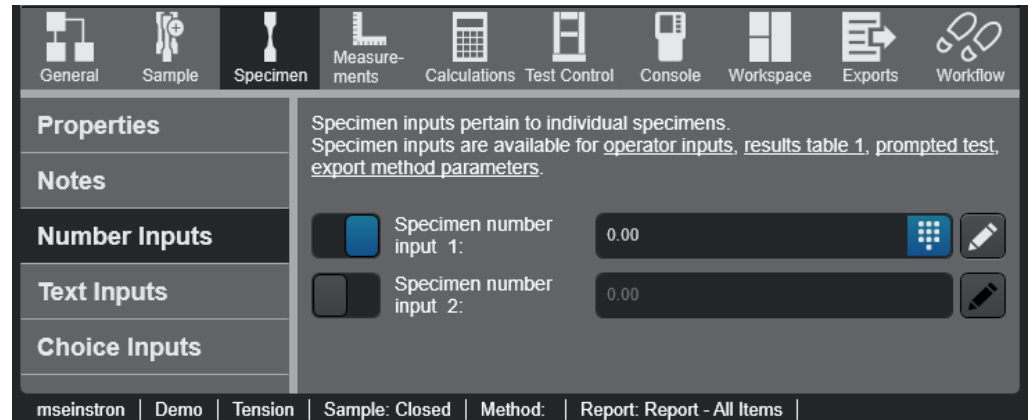 General
Sample
Specimen
Measure-
ments
Calculations
Test Control
Console
Workspace
Exports
Workflow
Properties
Notes
Number Inputs
Text Inputs
Choice Inputs
Specimen inputs pertain to individual specimens.
Specimen inputs are available for operator inputs, results table 1, prompted test,
export method parameters.
Specimen number
input 1:
0.00
Specimen number
input 2:
0.00
mseinstron | Demo | Tension | Sample: Closed | Method: | Report: Report - All Items |